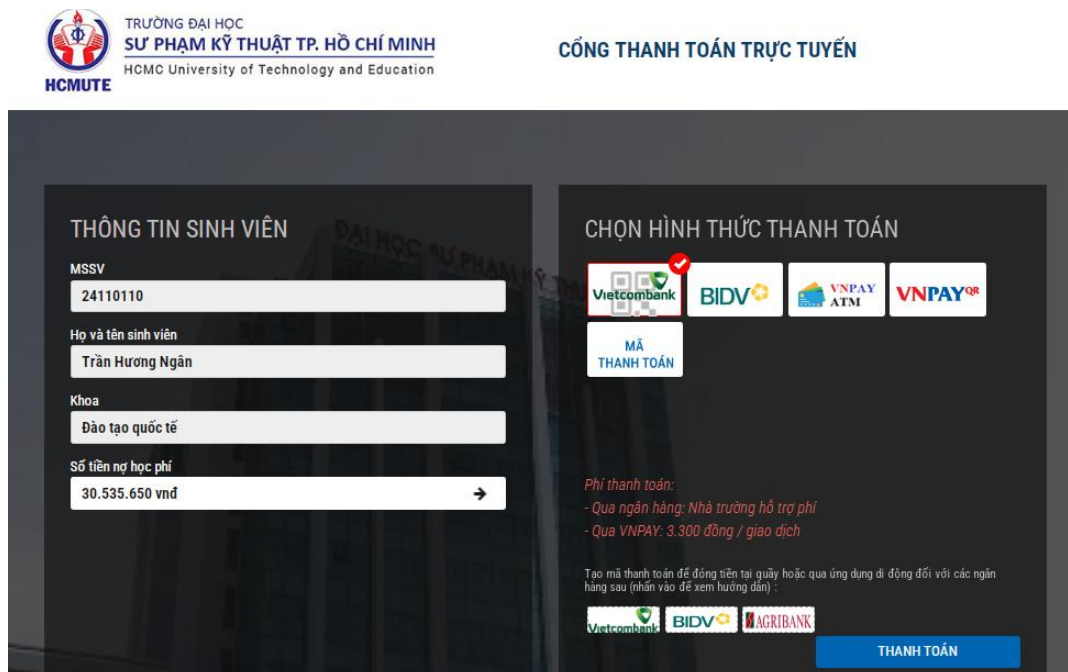 TRƯỜNG ĐẠI HỌC
SƯ PHẠM KỸ THUẬT TP. HỒ CHÍ MINH
HCMC University of Technology and Education
HCMUTE
CỔNG THANH TOÁN TRỰC TUYẾN
ĐẠI HỌC SƯ PHẠM KỸ THU
THÔNG TIN SINH VIÊN
MSSV
24110110
Họ và tên sinh viên
Trần Hương Ngân
Khoa
Đào tạo quốc tế
Số tiền nợ học phí
30.535.650 vnđ
CHỌN HÌNH THỨC THANH TOÁN
Vietcombank
BIDV
VNPAY
ATM
VNPAYQR
MÃ
THANH TOÁN
Phí thanh toán:
- Qua ngân hàng: Nhà trường hỗ trợ phí
- Qua VNPAY: 3.300 đồng / giao dịch
Tạo mã thanh toán để đóng tiền tại quầy hoặc qua ứng dụng di động đối với các ngân
hàng sau (nhấn vào để xem hướng dẫn) :
Vietcombank
BIDV
AGRIBANK
THANH TOÁN